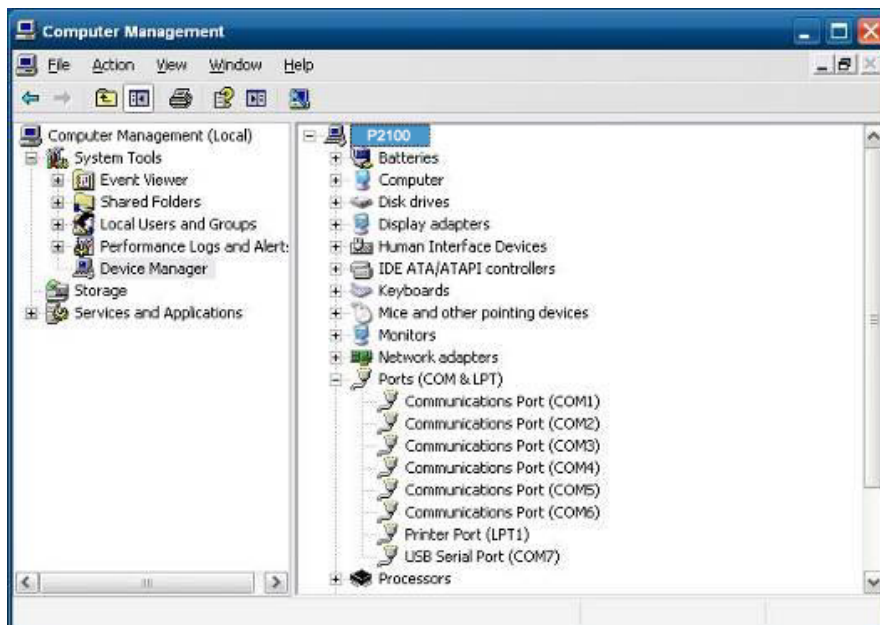 Computer Management
File Action View Window Help
Computer Management (Local)
System Tools
Event Viewer
Shared Folders
Local Users and Groups
Performance Logs and Alert
Device Manager
Storage
Services and Applications
P2100
Batteries
Computer
Disk drives
Display adapters
Human Interface Devices
IDE ATA/ATAPI controllers
Keyboards
Mice and other pointing devices
Monitors
Network adapters
Ports (COM & LPT)
Communications Port (COM1)
Communications Port (COM2)
Communications Port (COM3)
Communications Port (COM4)
Communications Port (COM5)
Communications Port (COM6)
Printer Port (LPT1)
USB Serial Port (COM7)
Processors